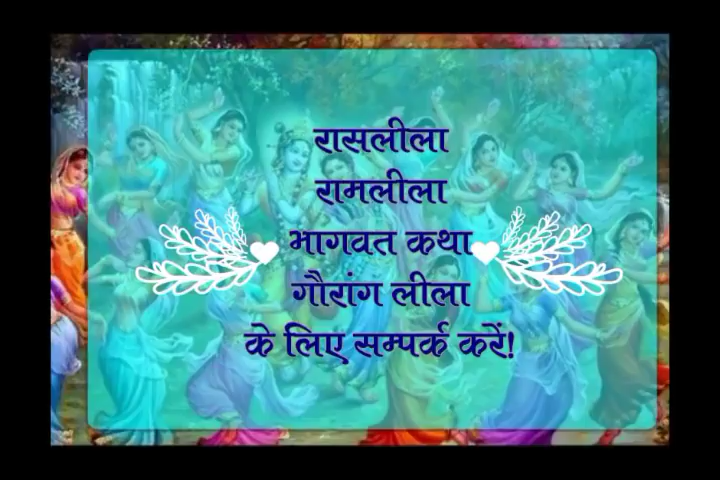 रासलीला
रामलीला
भागवत कथा
गौरांग लीला
के लिए सम्पर्क करें!